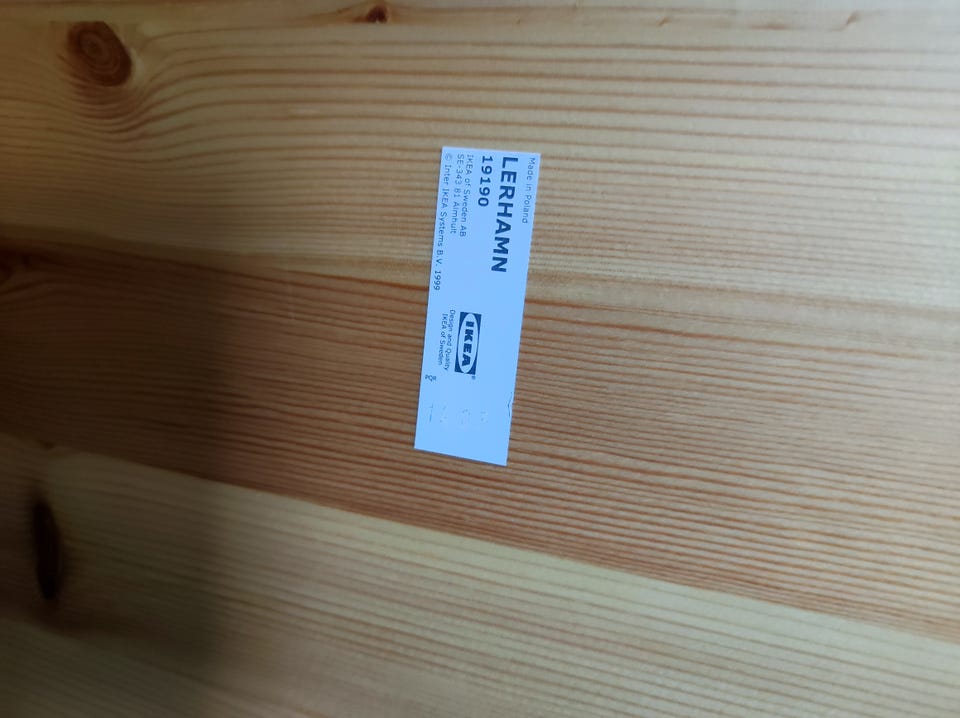 Made in Poland
LERHAMN
19190
IKEA of Sweden AB
SE-343 81 Älmhult
© Inter IKEA Systems B.V. 1999
IKEA®
Design and Quality
IKEA of Sweden
PQR